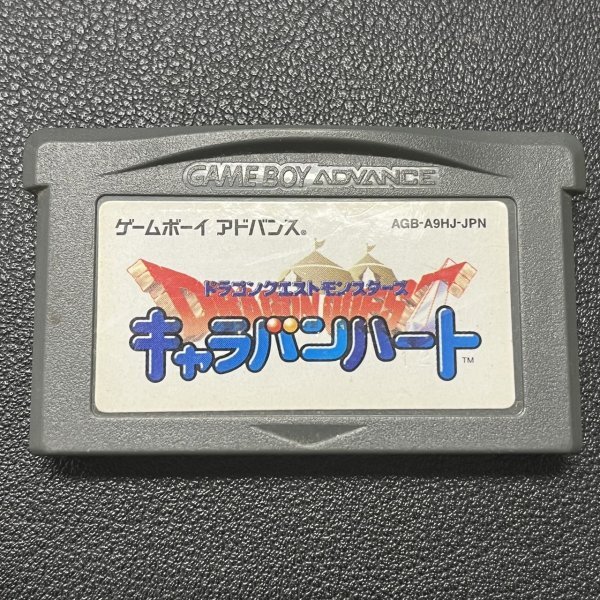 GAME BOY ADVANCE
ゲームボーイ アドバンス®
AGB-A9HJ-JPN
DRAGON QUEST
ドラゴンクエストモンスターズ
キャラバンハート™